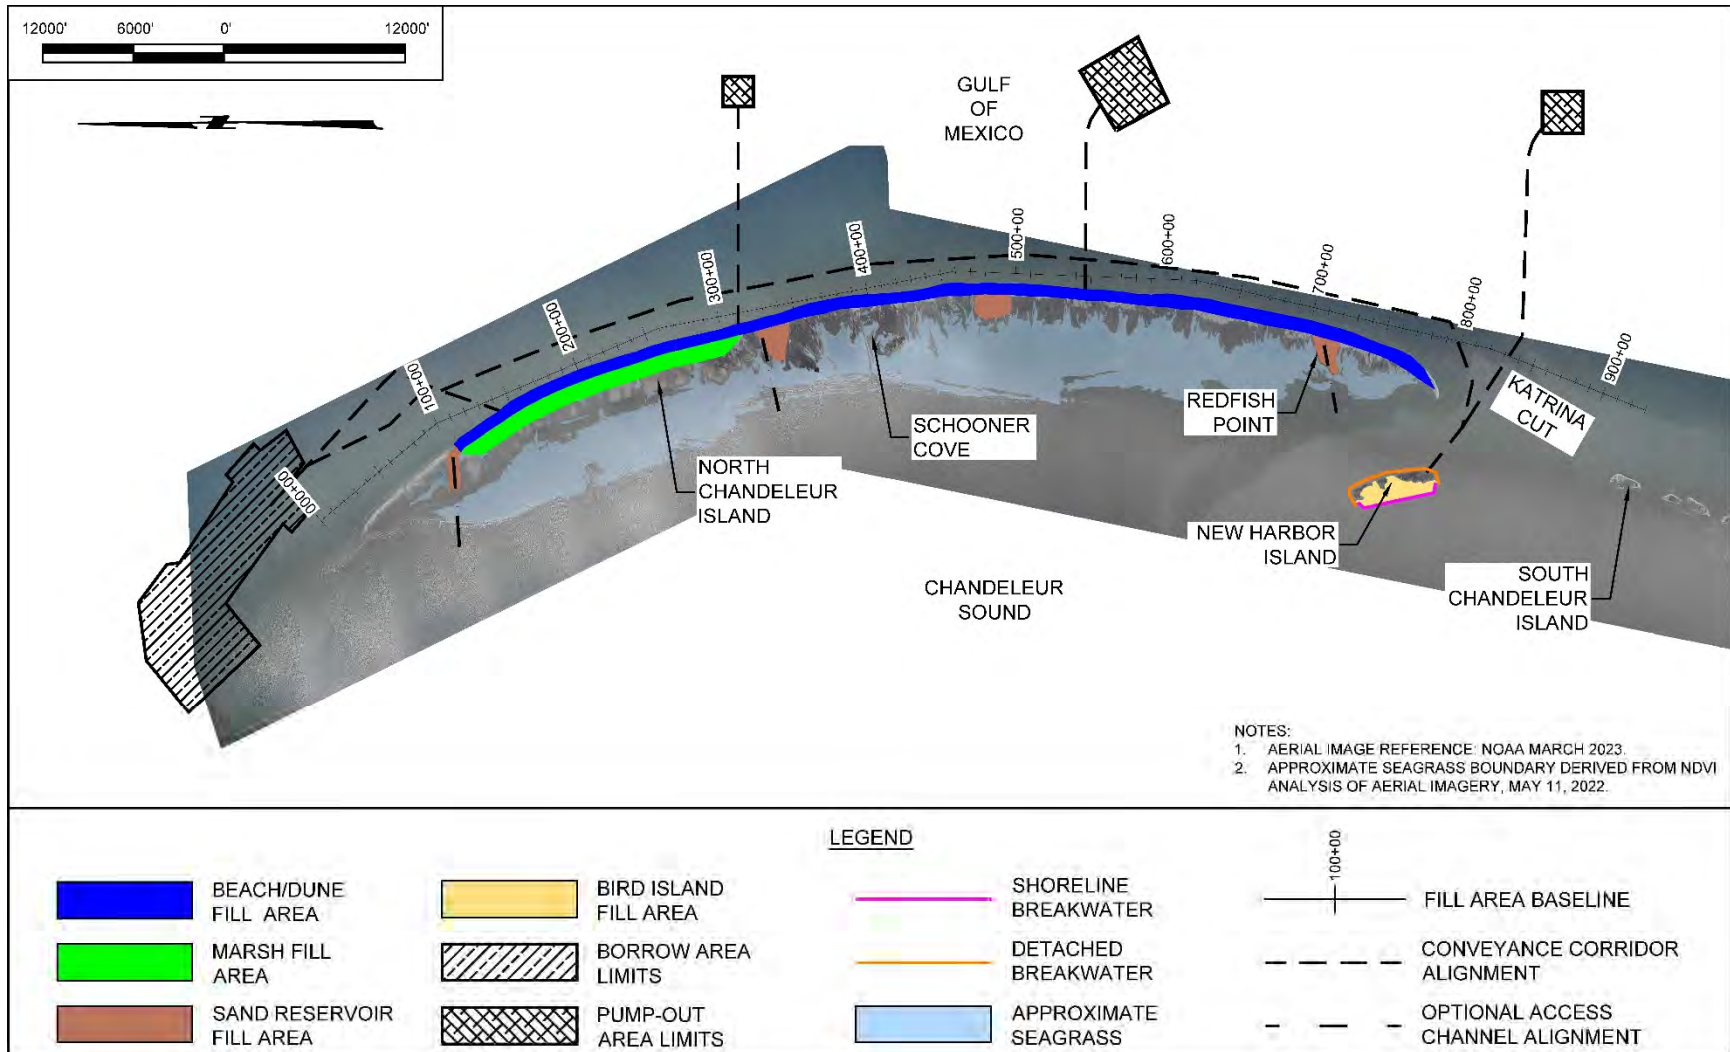 12000' 6000' 0' 12000'
GULF
OF
MEXICO
000+00
100+00
200+00
300+00
400+00
500+00
600+00
700+00
800+00
900+00
KATRINA
CUT
REDFISH
POINT
SCHOONER
COVE
NORTH
CHANDELEUR
ISLAND
NEW HARBOR
ISLAND
SOUTH
CHANDELEUR
ISLAND
CHANDELEUR
SOUND
NOTES:
1. AERIAL IMAGE REFERENCE: NOAA MARCH 2023.
2. APPROXIMATE SEAGRASS BOUNDARY DERIVED FROM NDVI
ANALYSIS OF AERIAL IMAGERY, MAY 11, 2022.
LEGEND
BEACH/DUNE
FILL AREA
MARSH FILL
AREA
SAND RESERVOIR
FILL AREA
BIRD ISLAND
FILL AREA
BORROW AREA
LIMITS
PUMP-OUT
AREA LIMITS
SHORELINE
BREAKWATER
DETACHED
BREAKWATER
APPROXIMATE
SEAGRASS
100+00
FILL AREA BASELINE
CONVEYANCE CORRIDOR
ALIGNMENT
OPTIONAL ACCESS
CHANNEL ALIGNMENT